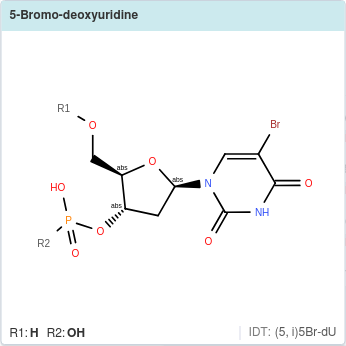 5-Bromo-deoxyuridine
R1
O
Br
abs
O
abs
N
O
HO
abs
P
O
NH
R2
O
O
R1: H R2: OH
| IDT: (5, i)5Br-dU